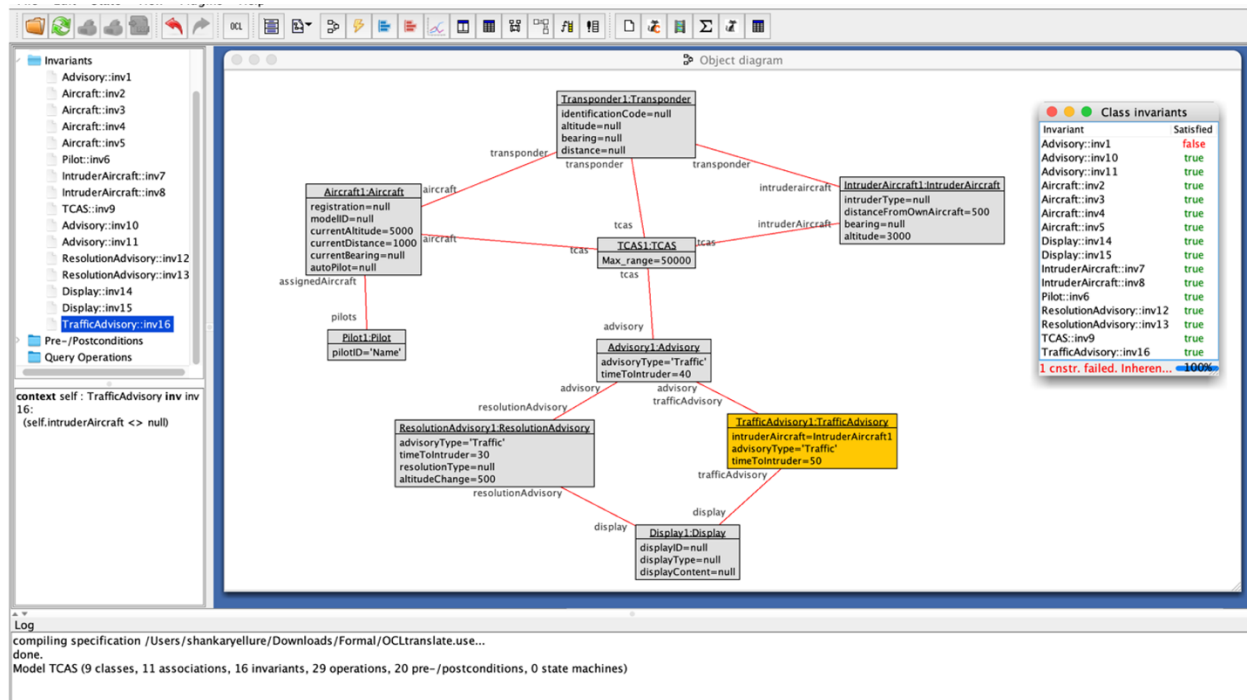 OCL
Invariants
Advisory::inv1
Aircraft::inv2
Aircraft::inv3
Aircraft::inv4
Aircraft::inv5
Pilot::inv6
IntruderAircraft::inv7
IntruderAircraft::inv8
TCAS::inv9
Advisory::inv10
Advisory::inv11
ResolutionAdvisory::inv12
ResolutionAdvisory::inv13
Display::inv14
Display::inv15
TrafficAdvisory::inv16
Pre-/Postconditions
Query Operations
context self : TrafficAdvisory inv inv
16:
(self.intruderAircraft <> null)
Object diagram
Transponder1:Transponder
identificationCode=null
altitude=null
bearing=null
distance=null
transponder
transponder
transponder
Aircraft1:Aircraft
registration=null
modelID=null
currentAltitude=5000
currentDistance=1000
currentBearing=null
autoPilot=null
aircraft
aircraft
assignedAircraft
pilots
Pilot1:Pilot
pilotID='Name'
intruderaircraft
intruderAircraft
IntruderAircraft1:IntruderAircraft
intruderType=null
distanceFromOwnAircraft=500
bearing=null
altitude=3000
tcas
tcas
tcas
TCAS1:TCAS
Max_range=50000
tcas
advisory
Advisory1:Advisory
advisoryType='Traffic'
timeToIntruder=40
advisory
advisory
resolutionAdvisory
trafficAdvisory
ResolutionAdvisory1:ResolutionAdvisory
advisoryType='Traffic'
timeToIntruder=30
resolutionType=null
altitudeChange=500
resolutionAdvisory
TrafficAdvisory1:TrafficAdvisory
intruderAircraft=IntruderAircraft1
advisoryType='Traffic'
timeToIntruder=50
trafficAdvisory
display
display
Display1:Display
displayID=null
displayType=null
displayContent=null
Class invariants
Invariant Satisfied
Advisory::inv1 false
Advisory::inv10 true
Advisory::inv11 true
Aircraft::inv2 true
Aircraft::inv3 true
Aircraft::inv4 true
Aircraft::inv5 true
Display::inv14 true
Display::inv15 true
IntruderAircraft::inv7 true
IntruderAircraft::inv8 true
Pilot::inv6 true
ResolutionAdvisory::inv12 true
ResolutionAdvisory::inv13 true
TCAS::inv9 true
TrafficAdvisory::inv16 true
1 cnstr. failed. Inheren... 100%
Log
compiling specification /Users/shankaryellure/Downloads/Formal/OCLtranslate.use...
done.
Model TCAS (9 classes, 11 associations, 16 invariants, 29 operations, 20 pre-/postconditions, 0 state machines)